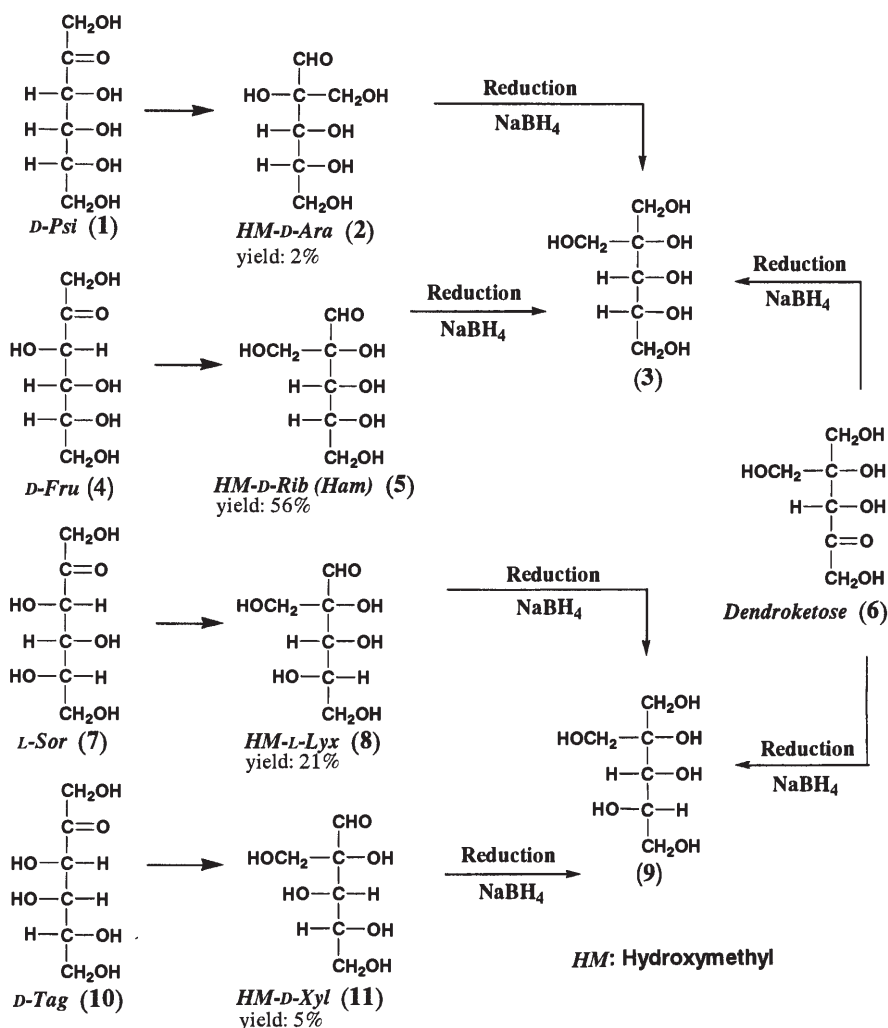 CH2OH
C=O
H—C—OH
H—C—OH
H—C—OH
CH2OH
D-Psi (1)
CHO
HO—C—CH2OH
H—C—OH
H—C—OH
CH2OH
HM-D-Ara (2)
yield: 2%
Reduction
NaBH4
CH2OH
HOCH2—C—OH
H—C—OH
H—C—OH
CH2OH
(3)
CH2OH
C=O
HO—C—H
H—C—OH
H—C—OH
CH2OH
D-Fru (4)
CHO
HOCH2—C—OH
H—C—OH
H—C—OH
CH2OH
HM-D-Rib (Ham) (5)
yield: 56%
Reduction
NaBH4
Reduction
NaBH4
CH2OH
HOCH2—C—OH
H—C—OH
C=O
CH2OH
Dendroketose (6)
CH2OH
C=O
HO—C—H
H—C—OH
HO—C—H
CH2OH
L-Sor (7)
CHO
HOCH2—C—OH
H—C—OH
HO—C—H
CH2OH
HM-L-Lyx (8)
yield: 21%
Reduction
NaBH4
CH2OH
HOCH2—C—OH
H—C—OH
HO—C—H
CH2OH
(9)
Reduction
NaBH4
CH2OH
C=O
HO—C—H
HO—C—H
H—C—OH
CH2OH
D-Tag (10)
CHO
HOCH2—C—OH
HO—C—H
H—C—OH
CH2OH
HM-D-Xyl (11)
yield: 5%
Reduction
NaBH4
HM: Hydroxymethyl